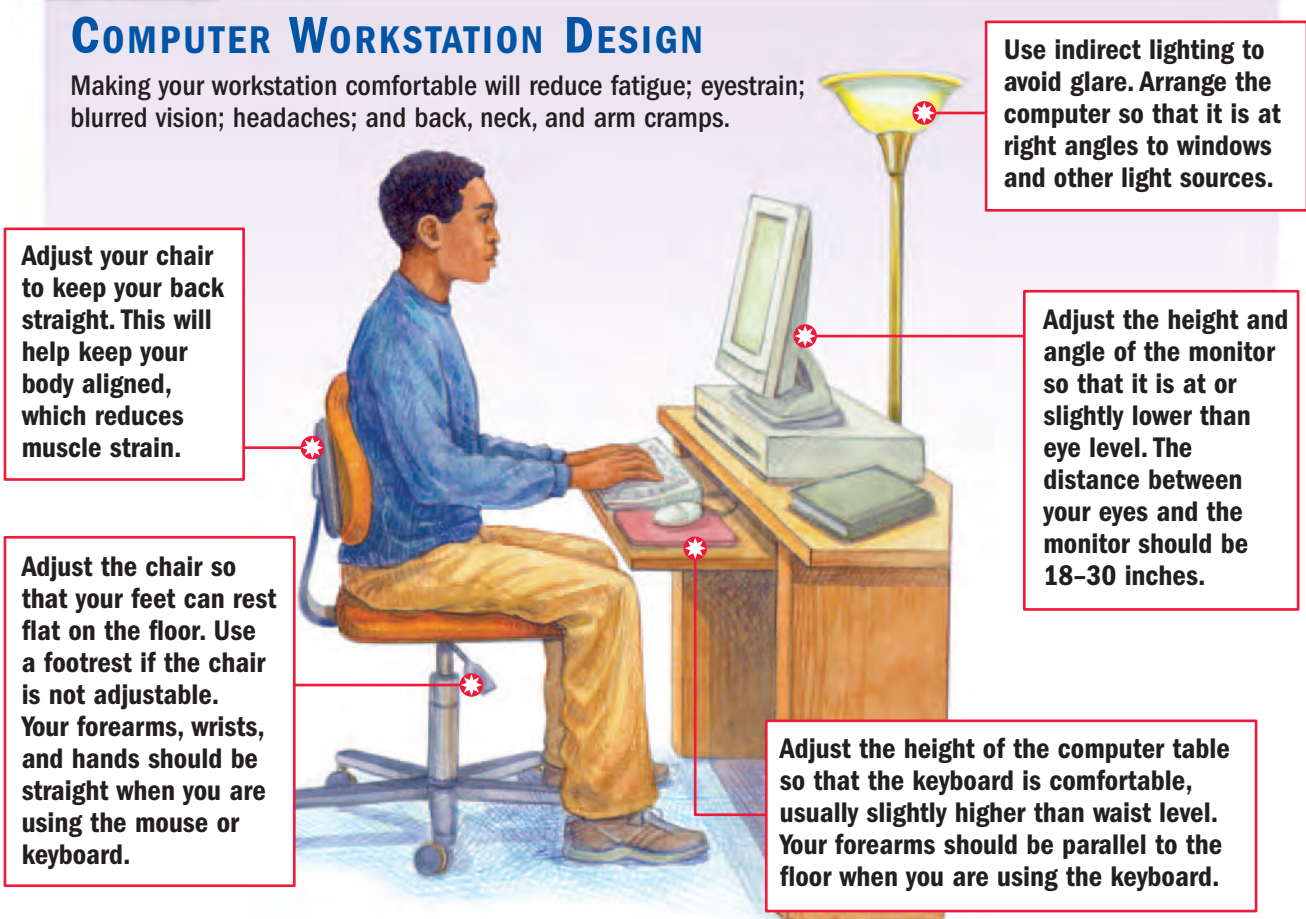 COMPUTER WORKSTATION DESIGN
Making your workstation comfortable will reduce fatigue; eyestrain;
blurred vision; headaches; and back, neck, and arm cramps.
Use indirect lighting to
avoid glare. Arrange the
computer so that it is at
right angles to windows
and other light sources.
Adjust your chair
to keep your back
straight. This will
help keep your
body aligned,
which reduces
muscle strain.
Adjust the height and
angle of the monitor
so that it is at or
slightly lower than
eye level. The
distance between
your eyes and the
monitor should be
18–30 inches.
Adjust the chair so
that your feet can rest
flat on the floor. Use
a footrest if the chair
is not adjustable.
Your forearms, wrists,
and hands should be
straight when you are
using the mouse or
keyboard.
Adjust the height of the computer table
so that the keyboard is comfortable,
usually slightly higher than waist level.
Your forearms should be parallel to the
floor when you are using the keyboard.